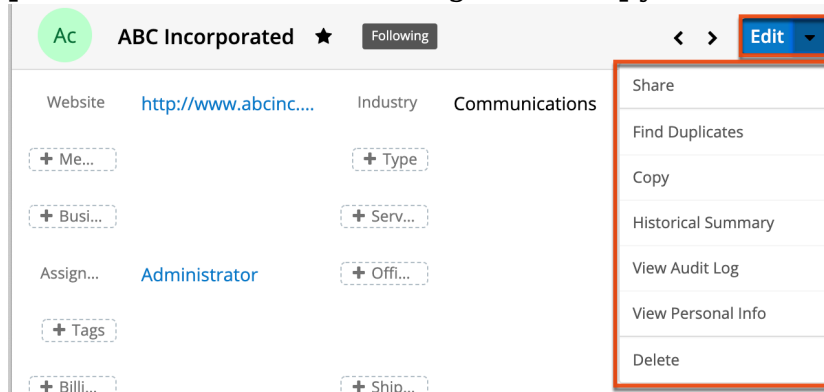 Ac ABC Incorporated ★ Following < > Edit
Share
Website http://www.abcinc.... Industry Communications
Find Duplicates
+ Me... + Type
Copy
+ Busi... + Serv...
Historical Summary
View Audit Log
Assign... Administrator + Offi...
View Personal Info
+ Tags
Delete
+ Billi... + Ship...